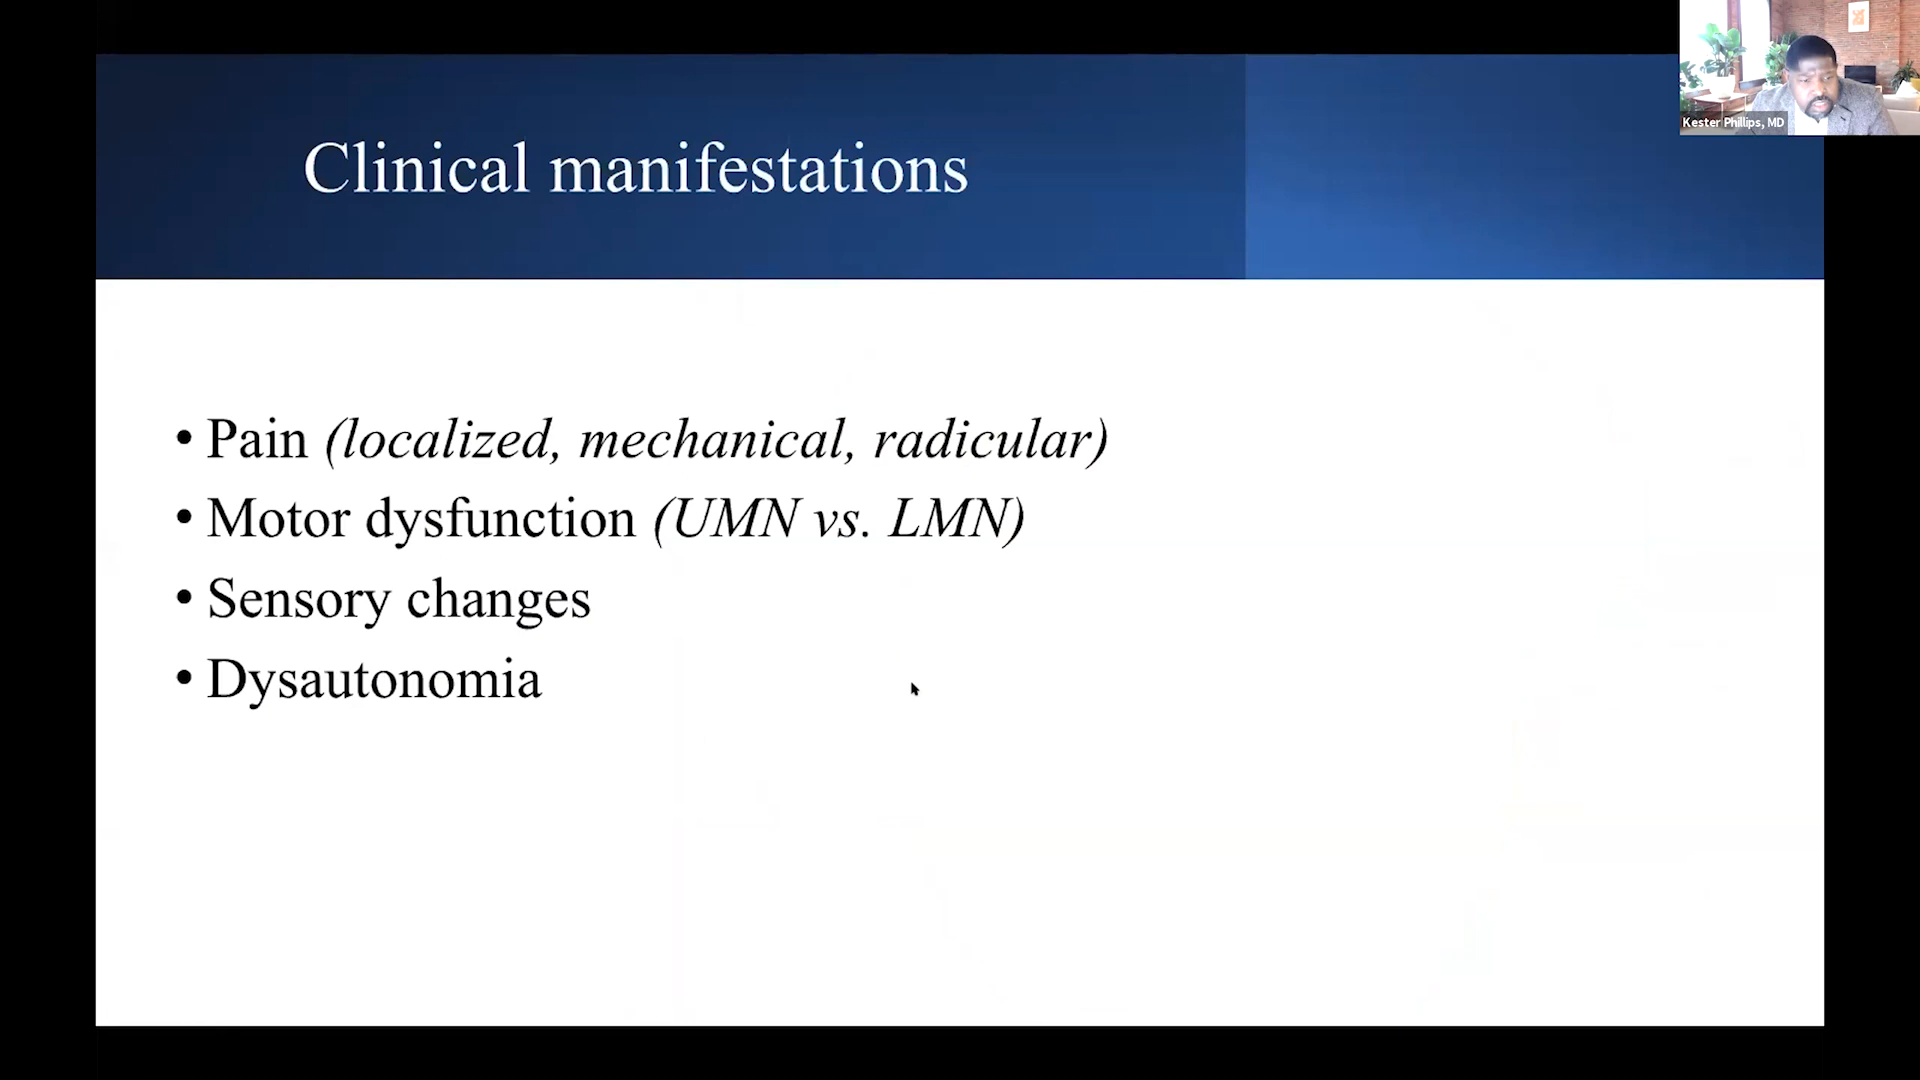 Kester Phillips, MD
Clinical manifestations
• Pain (localized, mechanical, radicular)
• Motor dysfunction (UMN vs. LMN)
• Sensory changes
• Dysautonomia